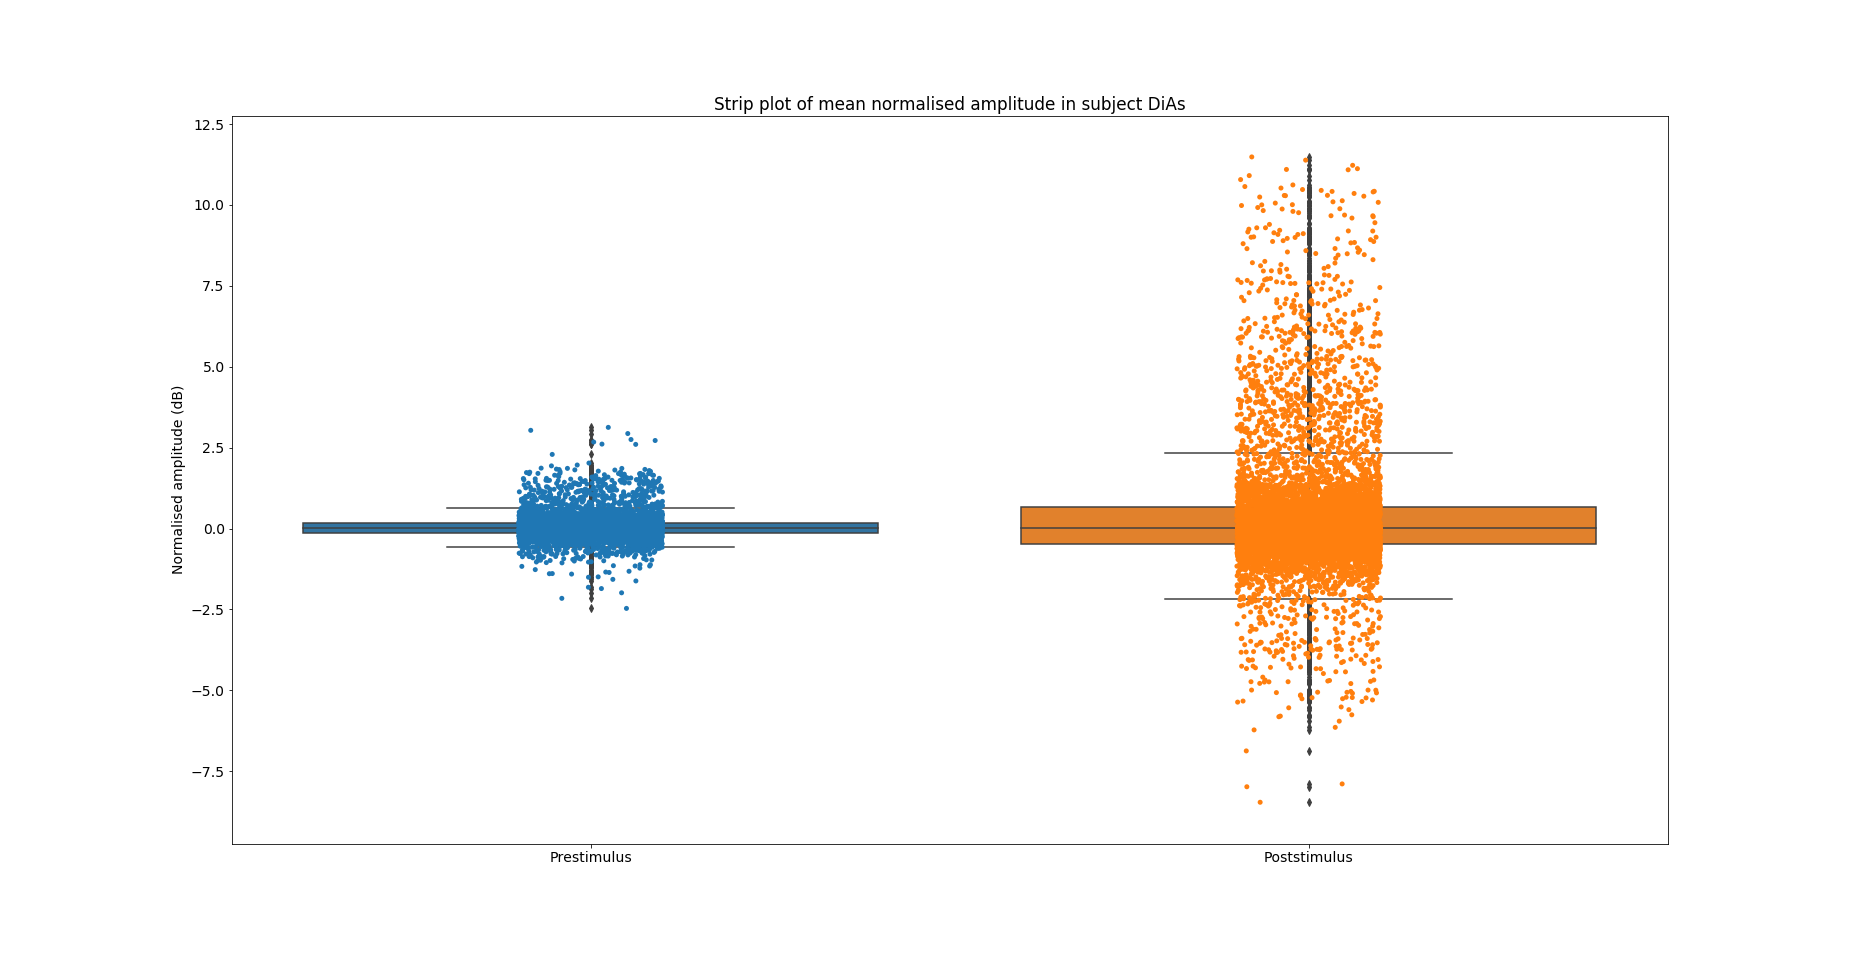 Strip plot of mean normalised amplitude in subject DiAs
12.5
10.0
7.5
5.0
2.5
0.0
−2.5
−5.0
−7.5
Normalised amplitude (dB)
Prestimulus
Poststimulus